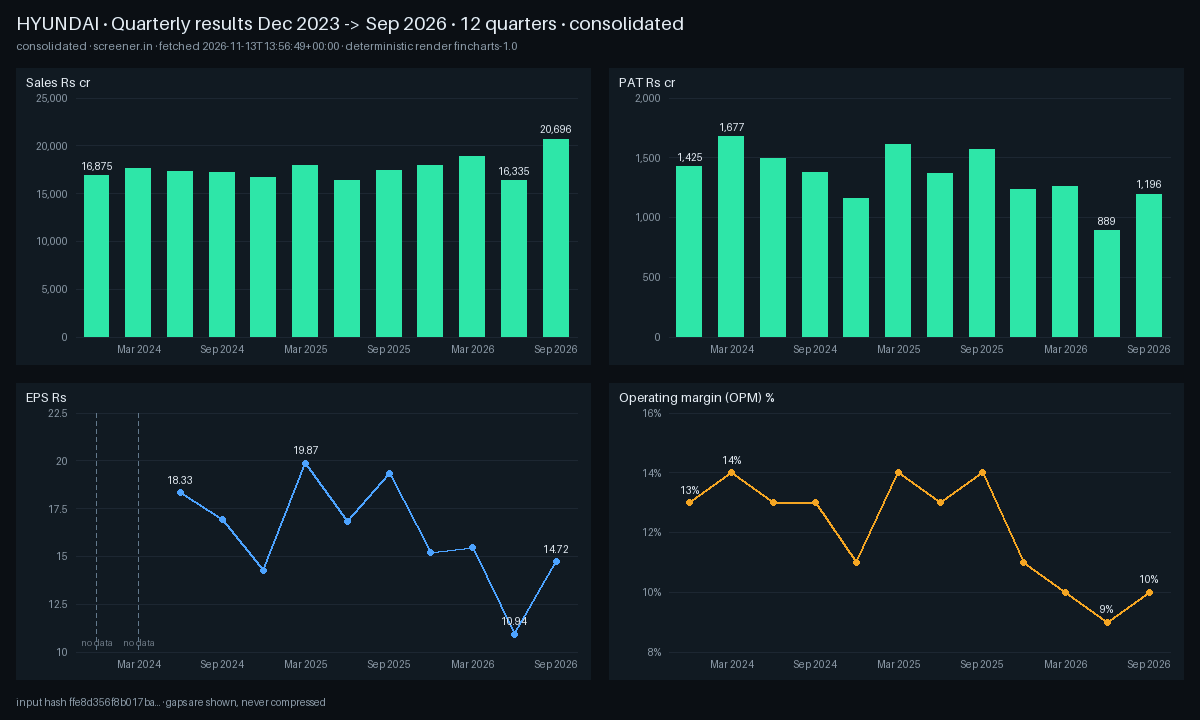 HYUNDAI · Quarterly results Dec 2023 -> Sep 2026 · 12 quarters · consolidated
consolidated · screener.in · fetched 2026-11-13T13:56:49+00:00 · deterministic render fincharts-1.0
Sales Rs cr
25,000
20,000
15,000
10,000
5,000
0
16,875
16,335
20,696
Mar 2024
Sep 2024
Mar 2025
Sep 2025
Mar 2026
Sep 2026
PAT Rs cr
2,000
1,500
1,000
500
0
1,425
1,677
889
1,196
Mar 2024
Sep 2024
Mar 2025
Sep 2025
Mar 2026
Sep 2026
EPS Rs
22.5
20
17.5
15
12.5
10
no data
no data
18.33
19.87
10.94
14.72
Mar 2024
Sep 2024
Mar 2025
Sep 2025
Mar 2026
Sep 2026
Operating margin (OPM) %
16%
14%
12%
10%
8%
13%
14%
9%
10%
Mar 2024
Sep 2024
Mar 2025
Sep 2025
Mar 2026
Sep 2026
input hash ffe8d356f8b017ba… · gaps are shown, never compressed